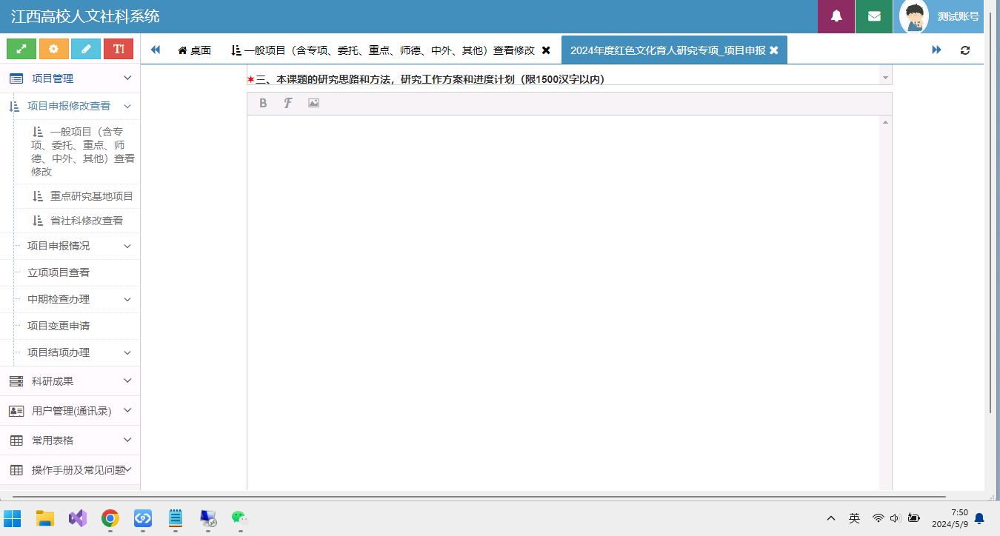 江西高校人文社科系统
测试账号
桌面
一般项目（含专项、委托、重点、师德、中外、其他）查看修改
2024年度红色文化育人研究专项_项目申报
项目管理
项目申报修改查看
一般项目（含专
项、委托、重点、师
德、中外、其他）查看
修改
重点研究基地项目
省社科修改查看
项目申报情况
立项项目查看
中期检查办理
项目变更申请
项目结项办理
科研成果
用户管理(通讯录)
常用表格
操作手册及常见问题
✶三、本课题的研究思路和方法，研究工作方案和进度计划（限1500汉字以内）
B F
英
7:50
2024/5/9